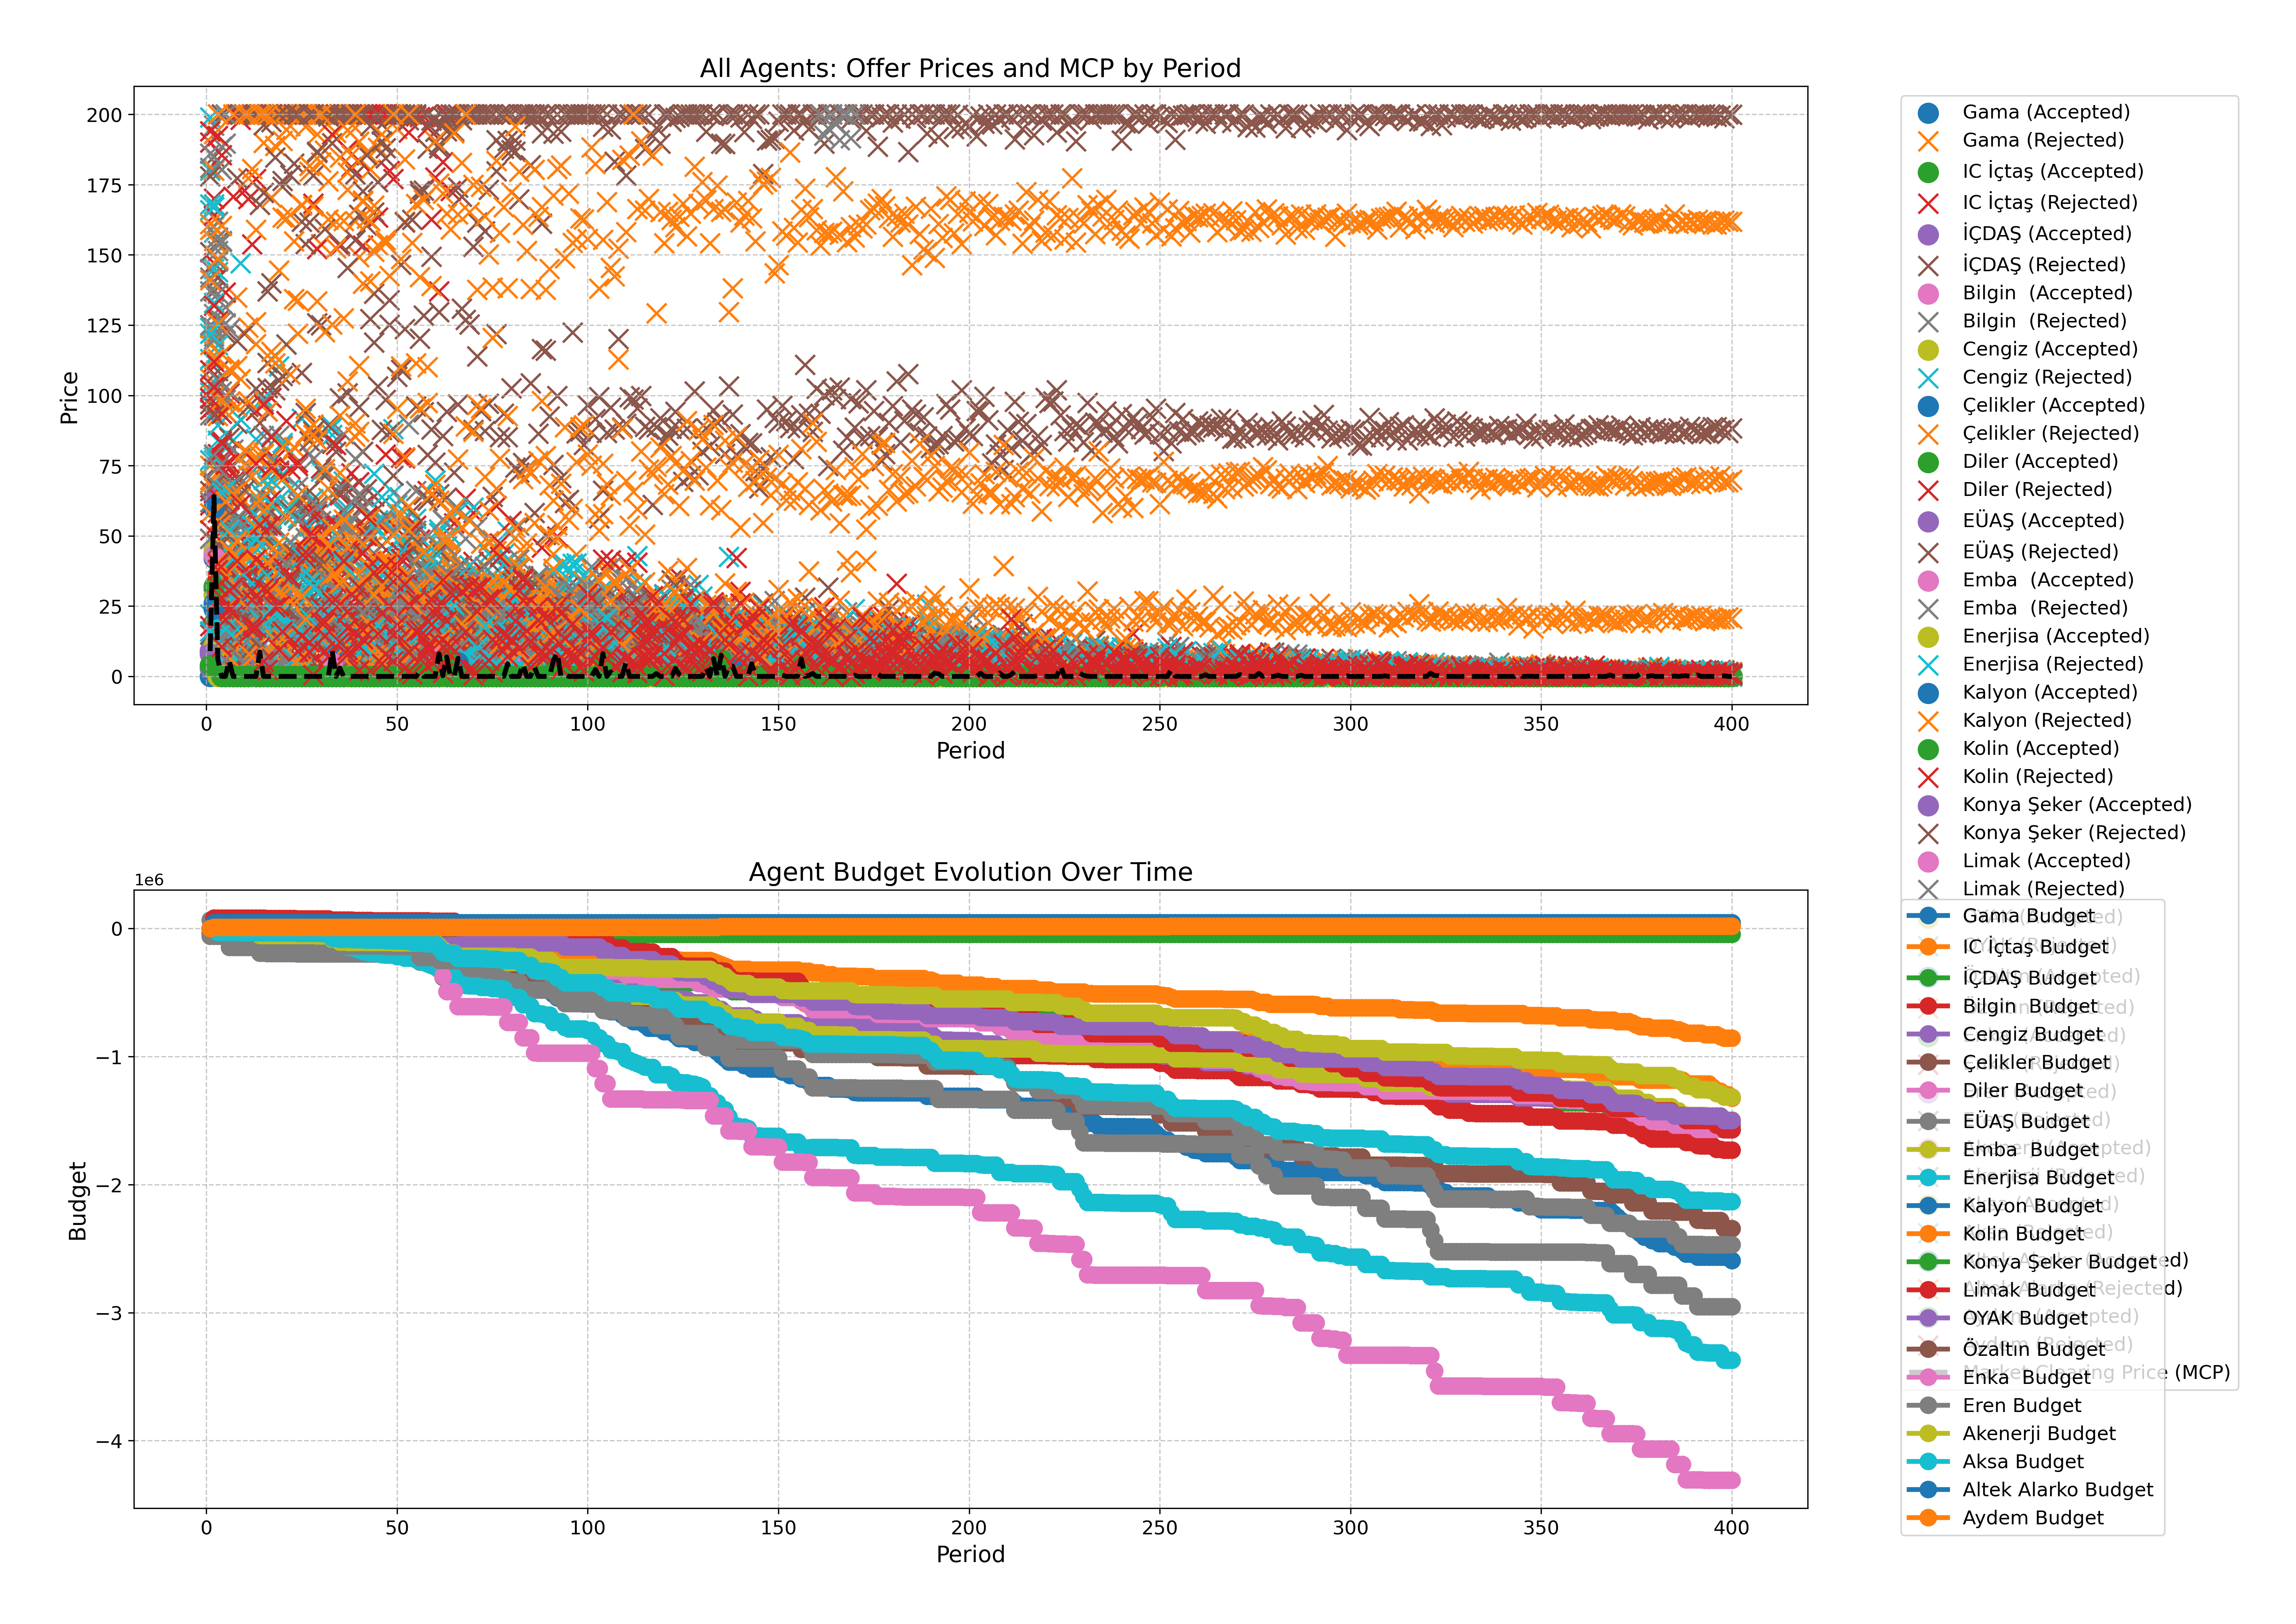 All Agents: Offer Prices and MCP by Period
Price
200
175
150
125
100
75
50
25
0
0
50
100
150
200
250
300
350
400
Period
Gama (Accepted)
Gama (Rejected)
IC İçtaş (Accepted)
IC İçtaş (Rejected)
İÇDAŞ (Accepted)
İÇDAŞ (Rejected)
Bilgin (Accepted)
Bilgin (Rejected)
Cengiz (Accepted)
Cengiz (Rejected)
Çelikler (Accepted)
Çelikler (Rejected)
Diler (Accepted)
Diler (Rejected)
EÜAŞ (Accepted)
EÜAŞ (Rejected)
Emba (Accepted)
Emba (Rejected)
Enerjisa (Accepted)
Enerjisa (Rejected)
Kalyon (Accepted)
Kalyon (Rejected)
Kolin (Accepted)
Kolin (Rejected)
Konya Şeker (Accepted)
Konya Şeker (Rejected)
Limak (Accepted)
Limak (Rejected)
Market Clearing Price (MCP)
Agent Budget Evolution Over Time
1e6
Budget
0
−1
−2
−3
−4
0
50
100
150
200
250
300
350
400
Period
Gama Budget
IC İçtaş Budget
İÇDAŞ Budget
Bilgin Budget
Cengiz Budget
Çelikler Budget
Diler Budget
EÜAŞ Budget
Emba Budget
Enerjisa Budget
Kalyon Budget
Kolin Budget
Konya Şeker Budget
Limak Budget
OYAK Budget
Özaltın Budget
Enka Budget
Eren Budget
Akenerji Budget
Aksa Budget
Altek Alarko Budget
Aydem Budget